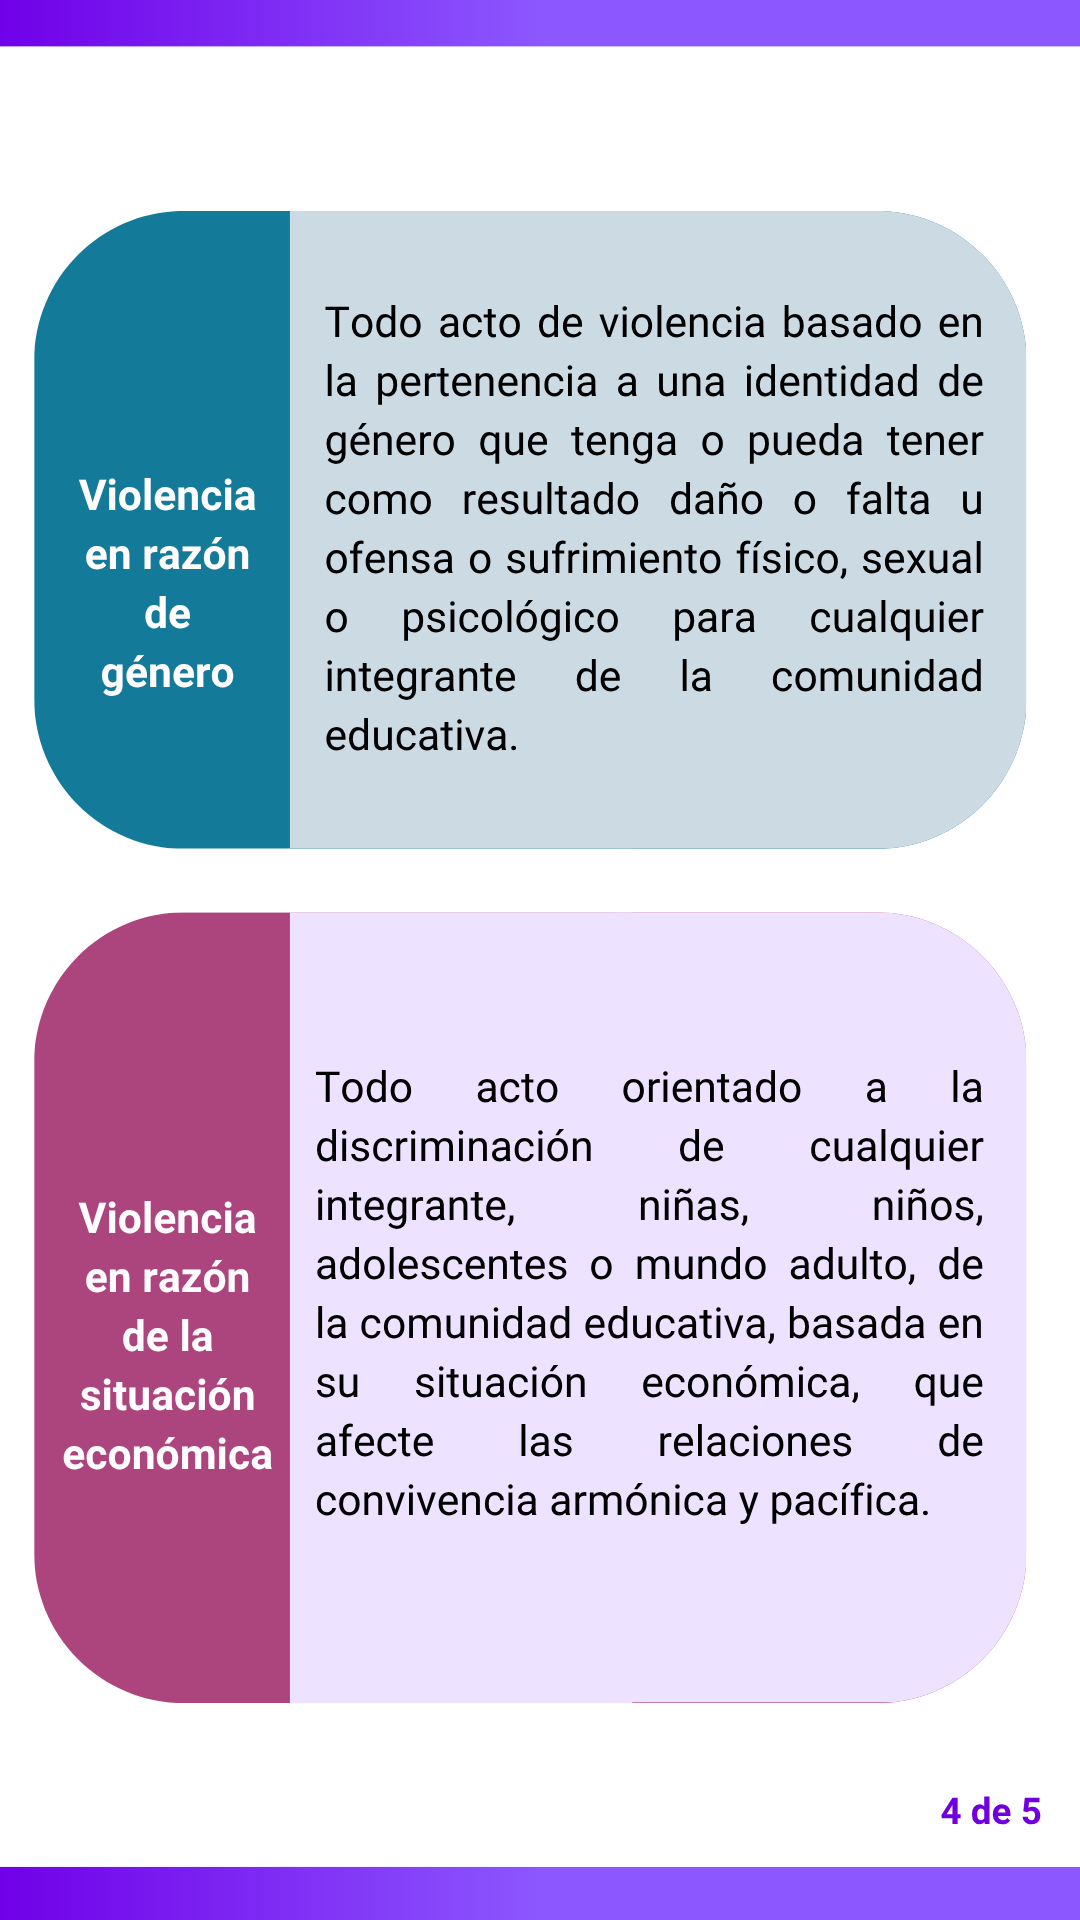 Violencia
en razón
de
género
Todo acto de violencia basado en
la pertenencia a una identidad de
género que tenga o pueda tener
como resultado daño o falta u
ofensa o sufrimiento físico, sexual
o psicológico para cualquier
integrante de la comunidad
educativa.
Violencia
en razón
de la
situación
económica
Todo acto orientado a la
discriminación de cualquier
integrante, niñas, niños,
adolescentes o mundo adulto, de
la comunidad educativa, basada en
su situación económica, que
afecte las relaciones de
convivencia armónica y pacífica.
4 de 5